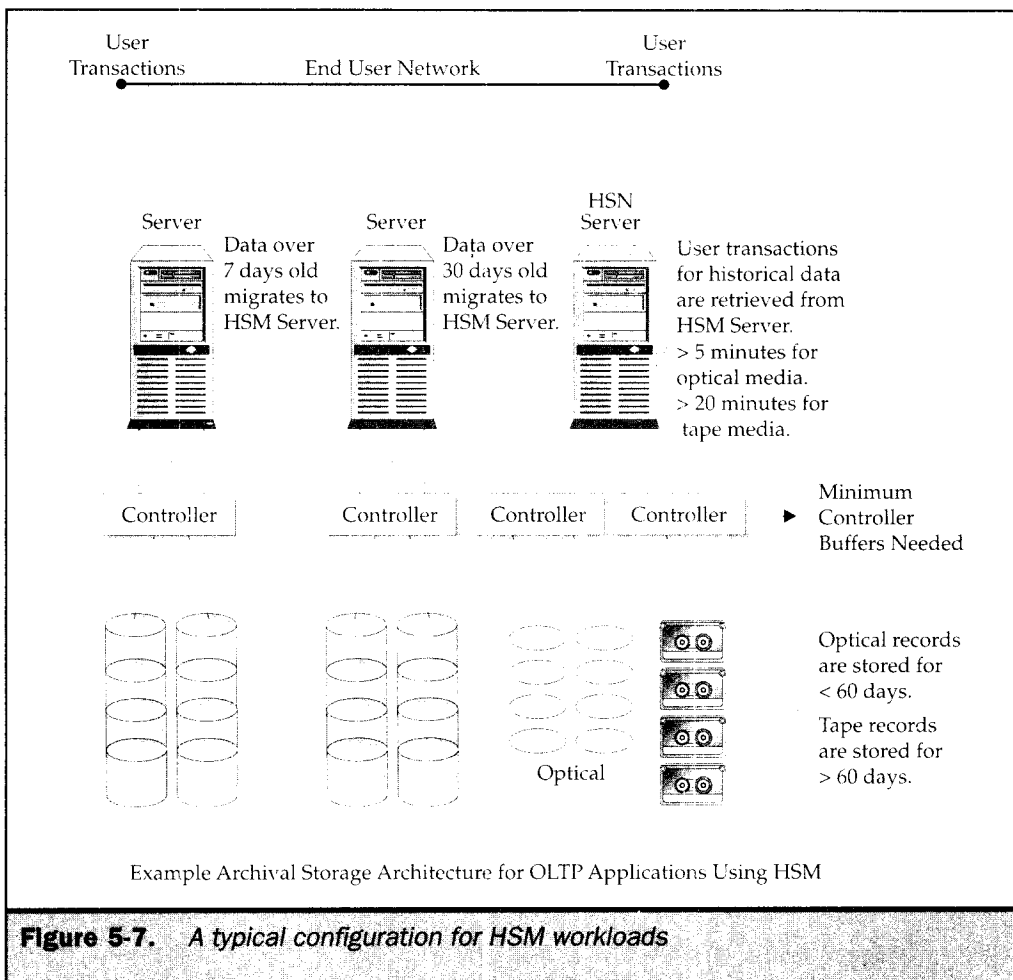 User
Transactions
End User Network
User
Transactions
Server
Data over
7 days old
migrates to
HSM Server.
Server
Data over
30 days old
migrates to
HSM Server.
HSN
Server
User transactions
for historical data
are retrieved from
HSM Server.
> 5 minutes for
optical media.
> 20 minutes for
tape media.
Controller
Controller
Controller
Controller
Minimum
Controller
Buffers Needed
Optical
Optical records
are stored for
< 60 days.
Tape records
are stored for
> 60 days.
Example Archival Storage Architecture for OLTP Applications Using HSM
Figure 5-7. A typical configuration for HSM workloads